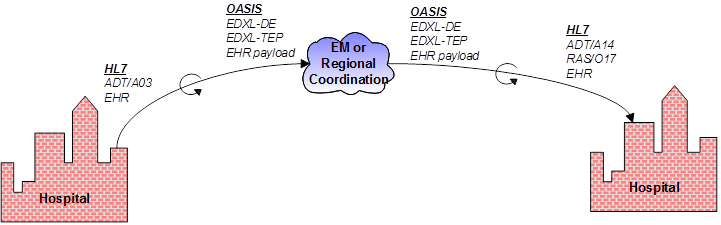 OASIS
EDXL-DE
EDXL-TEP
EHR payload
OASIS
EDXL-DE
EDXL-TEP
EHR payload
HL7
ADT/A14
RAS/O17
EHR
EM or
Regional
Coordination
HL7
ADT/A03
EHR
Hospital
Hospital